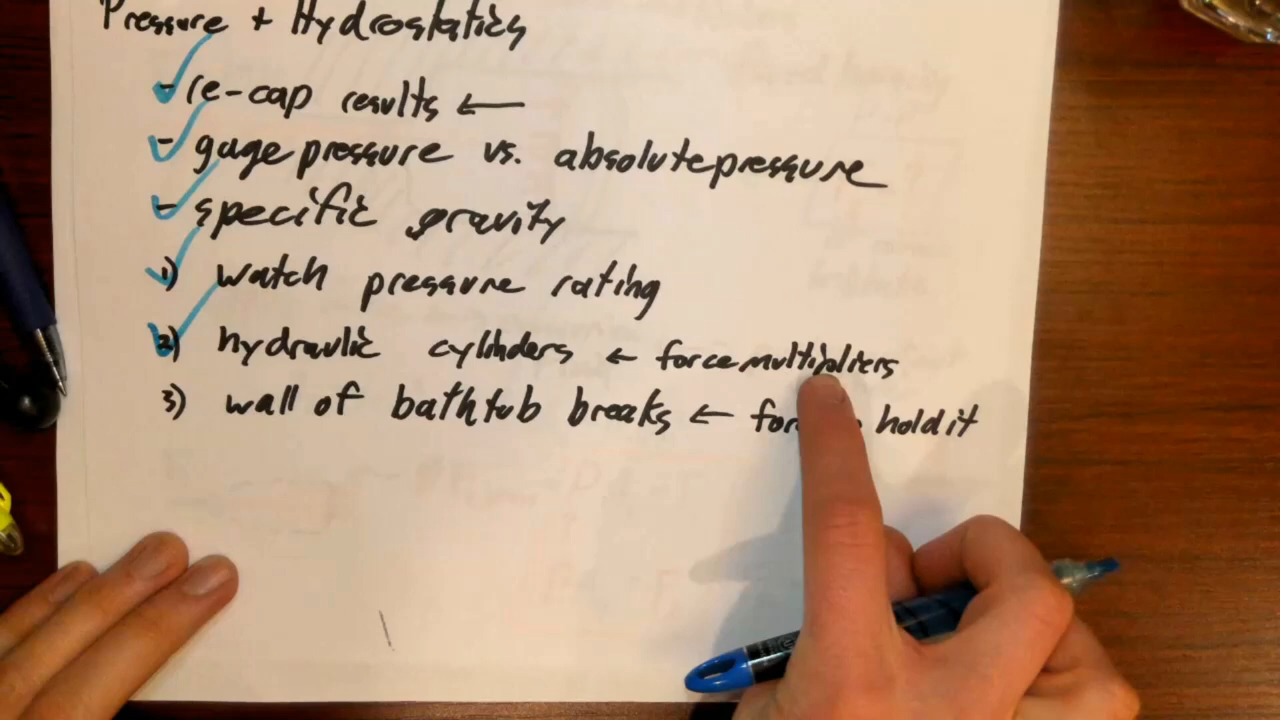 Pressure + Hydrostatics
- re-cap results ←
- gage pressure vs. absolute pressure
- specific gravity
1) watch pressure rating
2) hydraulic cylinders ← force multipliers
3) wall of bathtub breaks ← hold it